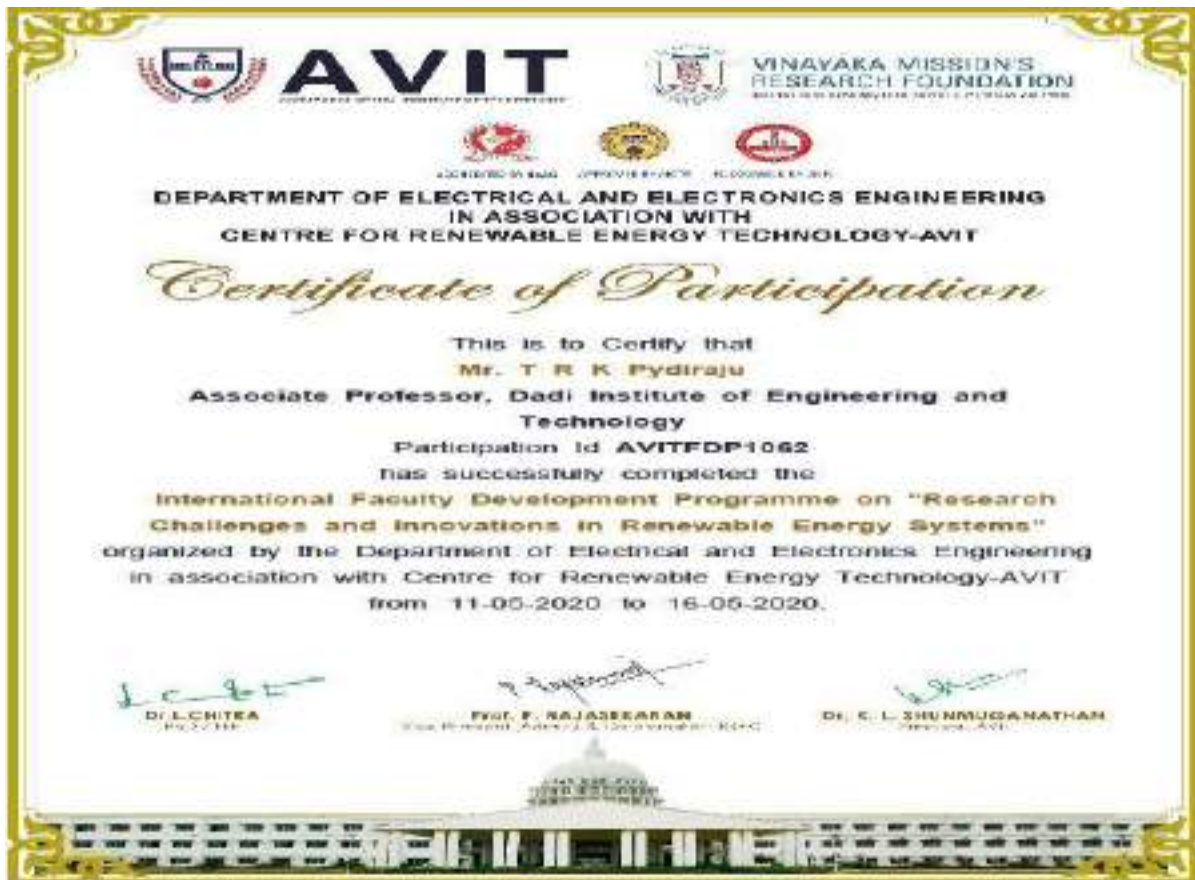 AVIT
VINAYAKA MISSION'S
RESEARCH FOUNDATION
DEPARTMENT OF ELECTRICAL AND ELECTRONICS ENGINEERING
IN ASSOCIATION WITH
CENTRE FOR RENEWABLE ENERGY TECHNOLOGY-AVIT
Certificate of Participation
This is to Certify that
Mr. T R K Pydiraju
Associate Professor, Dadi Institute of Engineering and
Technology
Participation Id AVITFDP1062
has successfully completed the
International Faculty Development Programme on "Research
Challenges and Innovations in Renewable Energy Systems"
organized by the Department of Electrical and Electronics Engineering
in association with Centre for Renewable Energy Technology-AVIT
from 11-05-2020 to 16-05-2020.
Dr L.CHITRA
Prof. RAJASEKARAN
Dr. L. SHUNMUGANATHAN